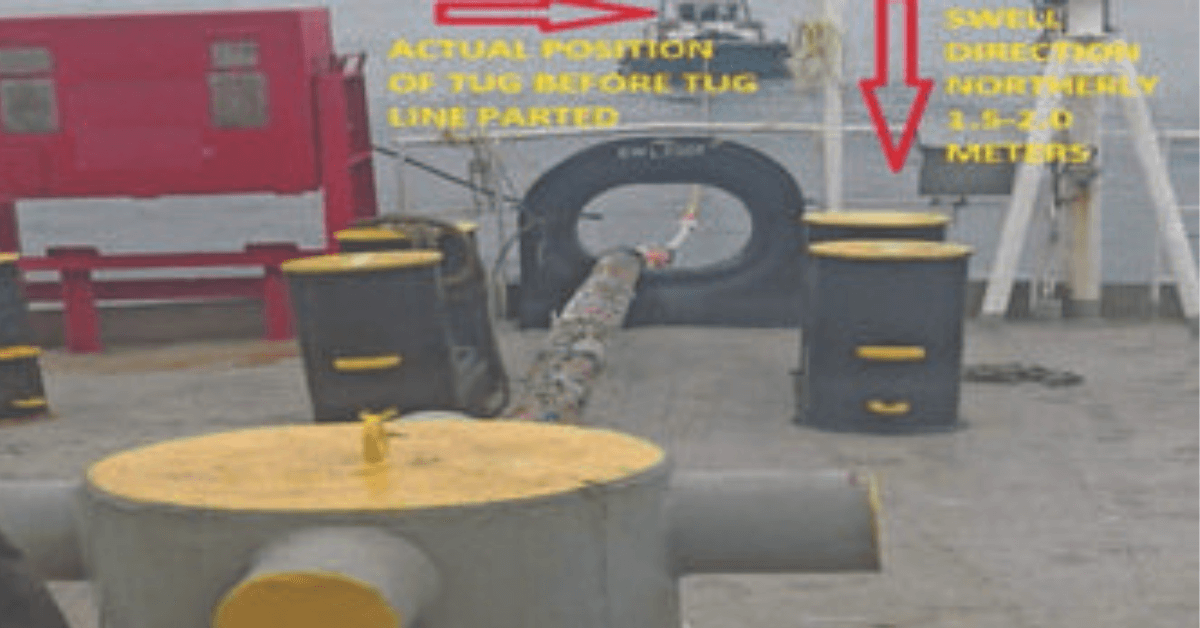 ACTUAL POSITION
OF TUG BEFORE TUG
LINE PARTED
SWELL
DIRECTION
NORTHERLY
1.5-2.0
METERS